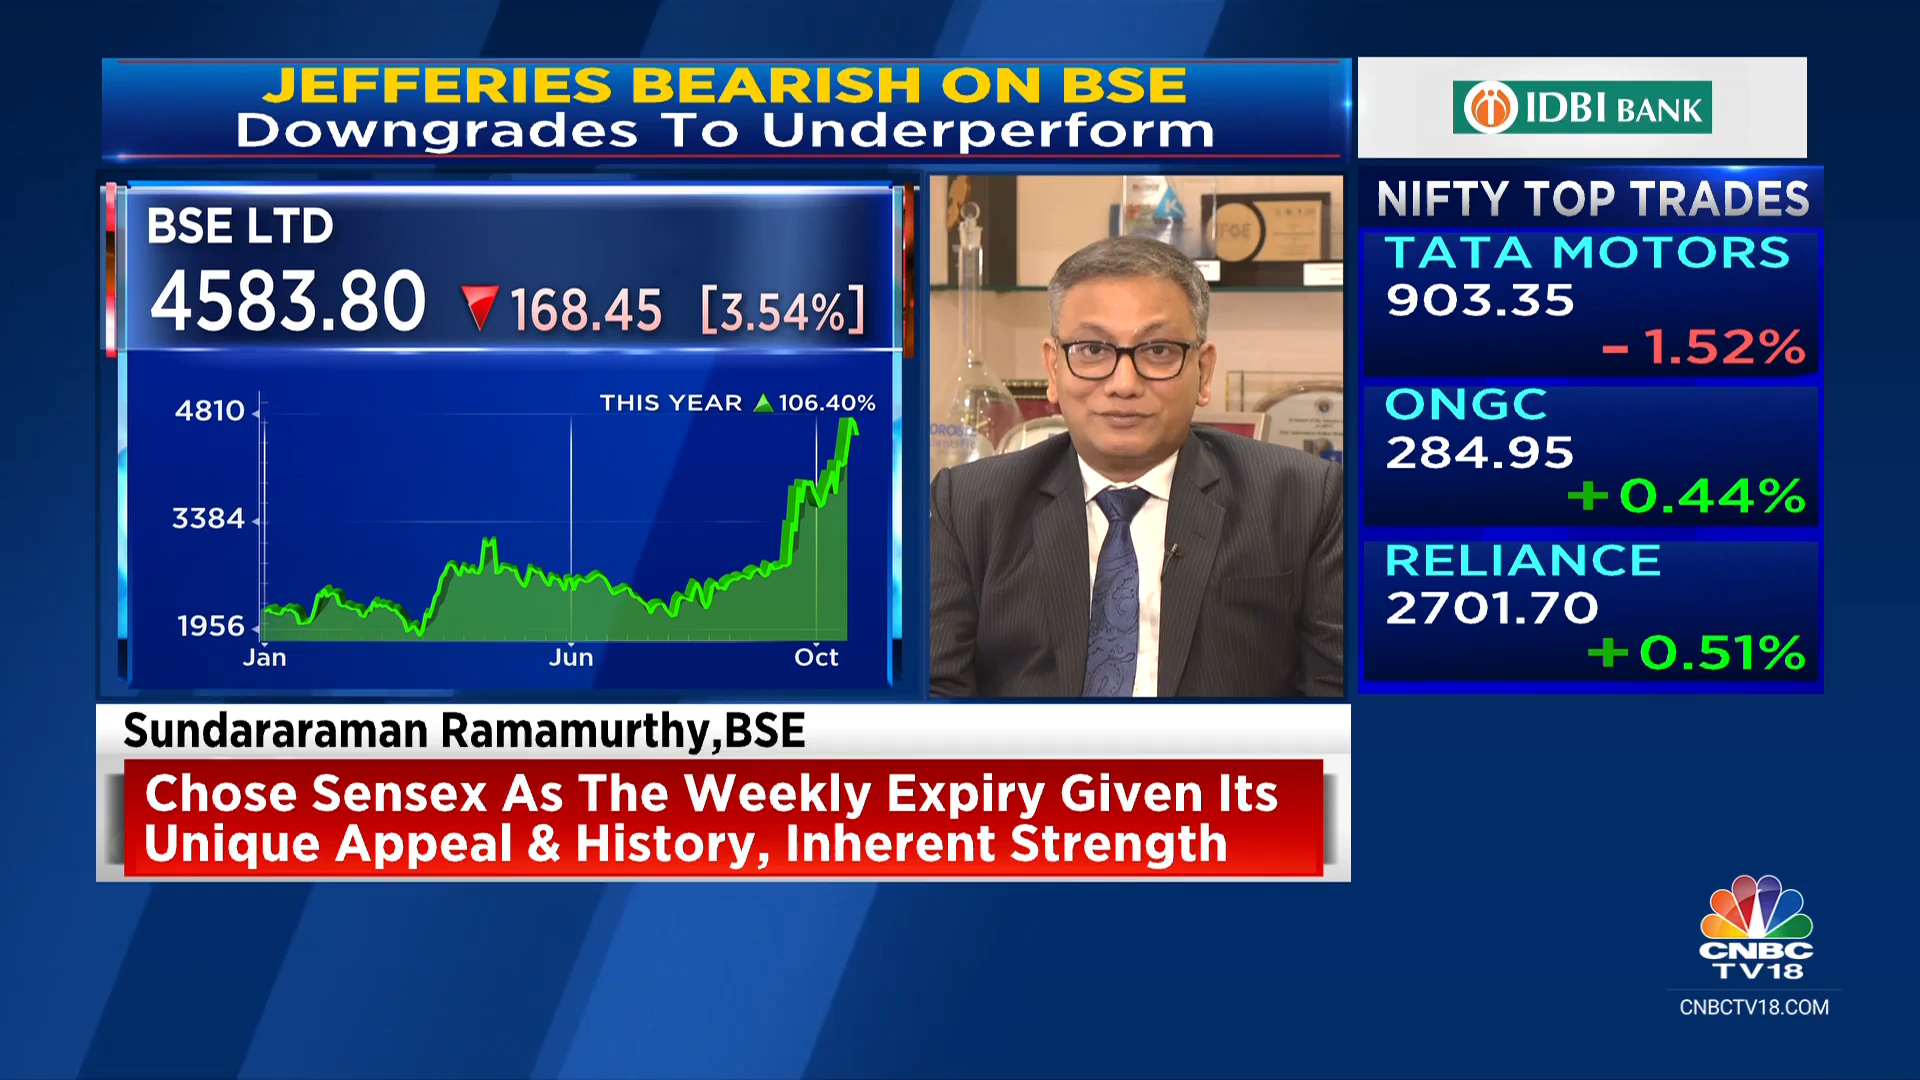 JEFFERIES BEARISH ON BSE
Downgrades To Underperform
IDBI BANK
BSE LTD
4583.80 ▼ 168.45 [3.54%]
THIS YEAR ▲ 106.40%
4810
3384
1956
Jan Jun Oct
NIFTY TOP TRADES
TATA MOTORS
903.35
- 1.52%
ONGC
284.95
+ 0.44%
RELIANCE
2701.70
+ 0.51%
Sundararaman Ramamurthy,BSE
Chose Sensex As The Weekly Expiry Given Its
Unique Appeal & History, Inherent Strength
CNBC
TV18
CNBCTV18.COM